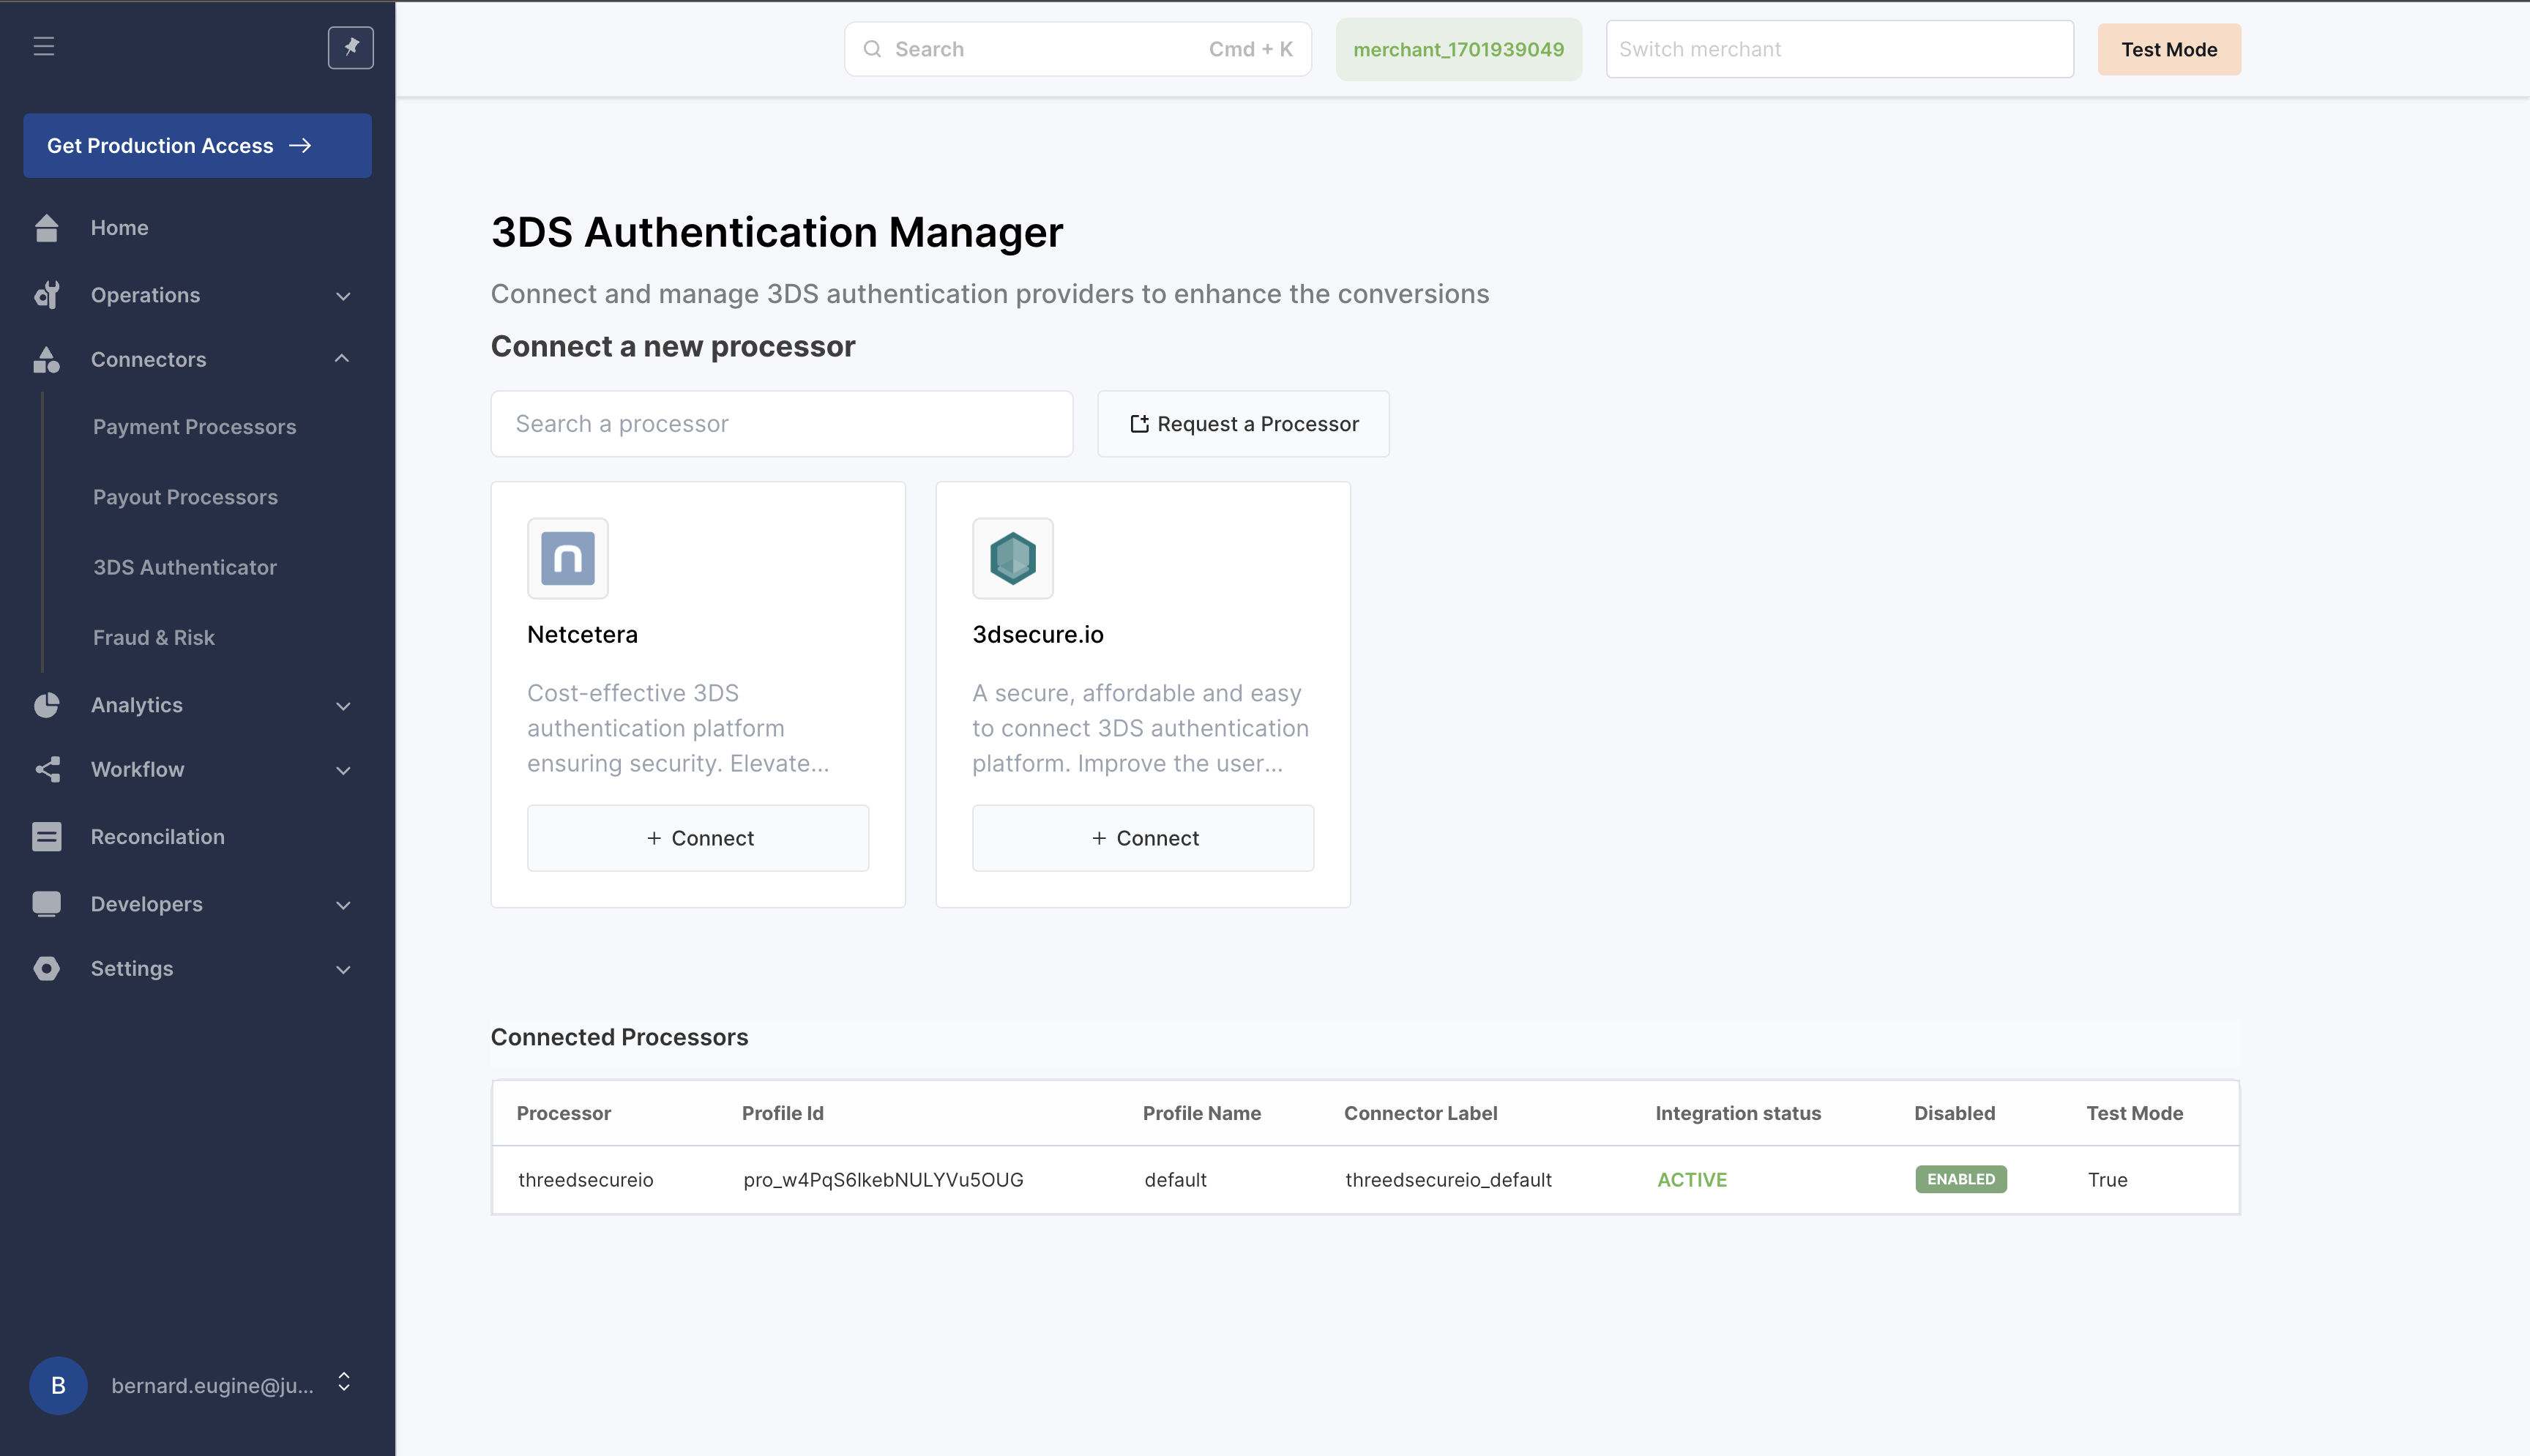 Search
Cmd + K
merchant_1701939049
Switch merchant
Test Mode
Get Production Access
Home
Operations
Connectors
Payment Processors
Payout Processors
3DS Authenticator
Fraud & Risk
Analytics
Workflow
Reconcilation
Developers
Settings
B
bernard.eugine@ju...
3DS Authentication Manager
Connect and manage 3DS authentication providers to enhance the conversions
Connect a new processor
Search a processor
Request a Processor
n
Netcetera
Cost-effective 3DS
authentication platform
ensuring security. Elevate...
+ Connect
3dsecure.io
A secure, affordable and easy
to connect 3DS authentication
platform. Improve the user...
+ Connect
Connected Processors
Processor Profile Id Profile Name Connector Label Integration status Disabled Test Mode
threedsecureio pro_w4PqS6lkebNULYVu5OUG default threedsecureio_default ACTIVE ENABLED True